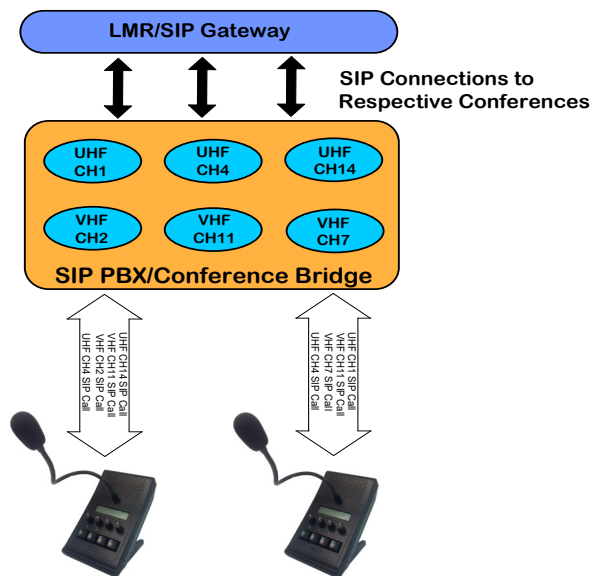 LMR/SIP Gateway
SIP Connections to
Respective Conferences
UHF
CH1
UHF
CH4
UHF
CH14
VHF
CH2
VHF
CH11
VHF
CH7
SIP PBX/Conference Bridge
UHF CH14 SIP Call
VHF CH11 SIP Call
VHF CH2 SIP Call
UHF CH4 SIP Call
UHF CH1 SIP Call
VHF CH11 SIP Call
VHF CH7 SIP Call
UHF CH4 SIP Call